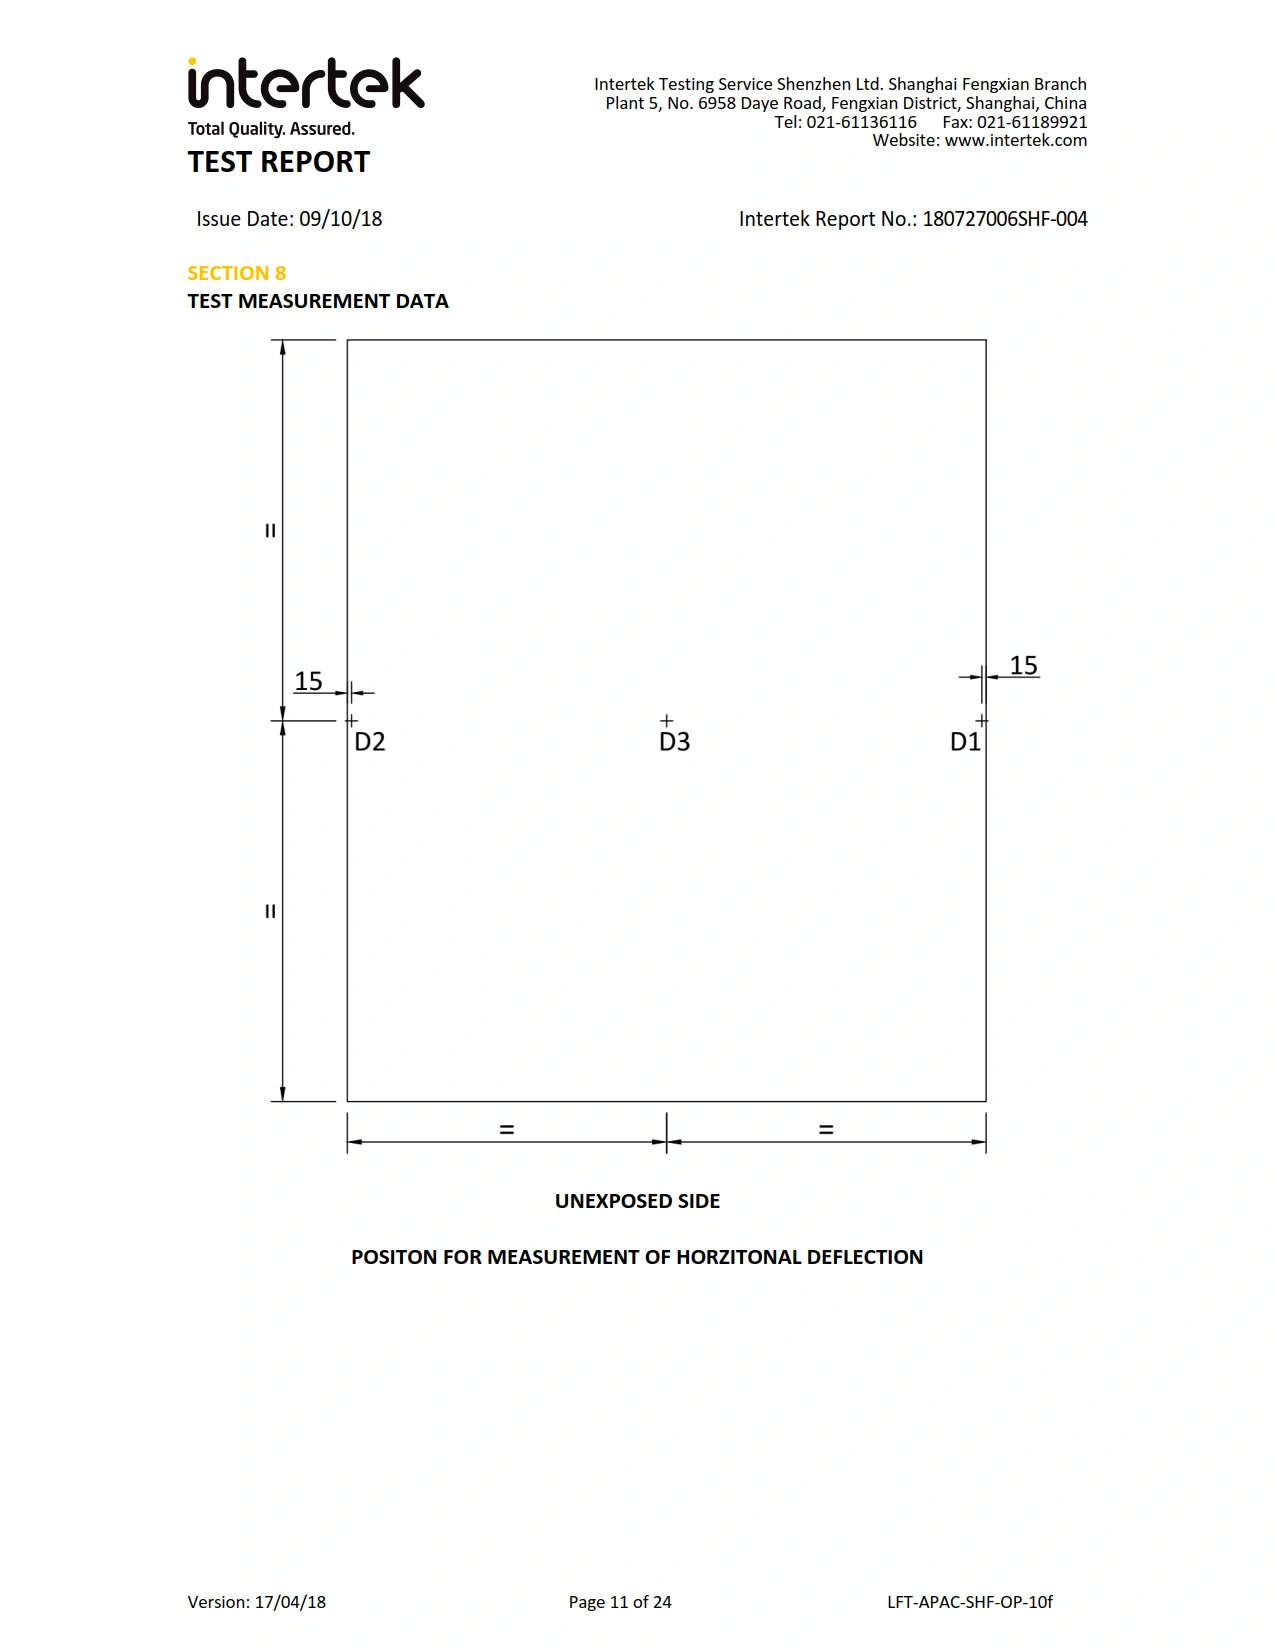 intertek
Total Quality. Assured.
TEST REPORT
Intertek Testing Service Shenzhen Ltd. Shanghai Fengxian Branch
Plant 5, No. 6958 Daye Road, Fengxian District, Shanghai, China
Tel: 021-61136116 Fax: 021-61189921
Website: www.intertek.com
Issue Date: 09/10/18 Intertek Report No.: 180727006SHF-004
SECTION 8
TEST MEASUREMENT DATA
=
15 15
D2 D3 D1
=
= =
UNEXPOSED SIDE
POSITON FOR MEASUREMENT OF HORZITONAL DEFLECTION
Version: 17/04/18 Page 11 of 24 LFT-APAC-SHF-OP-10f